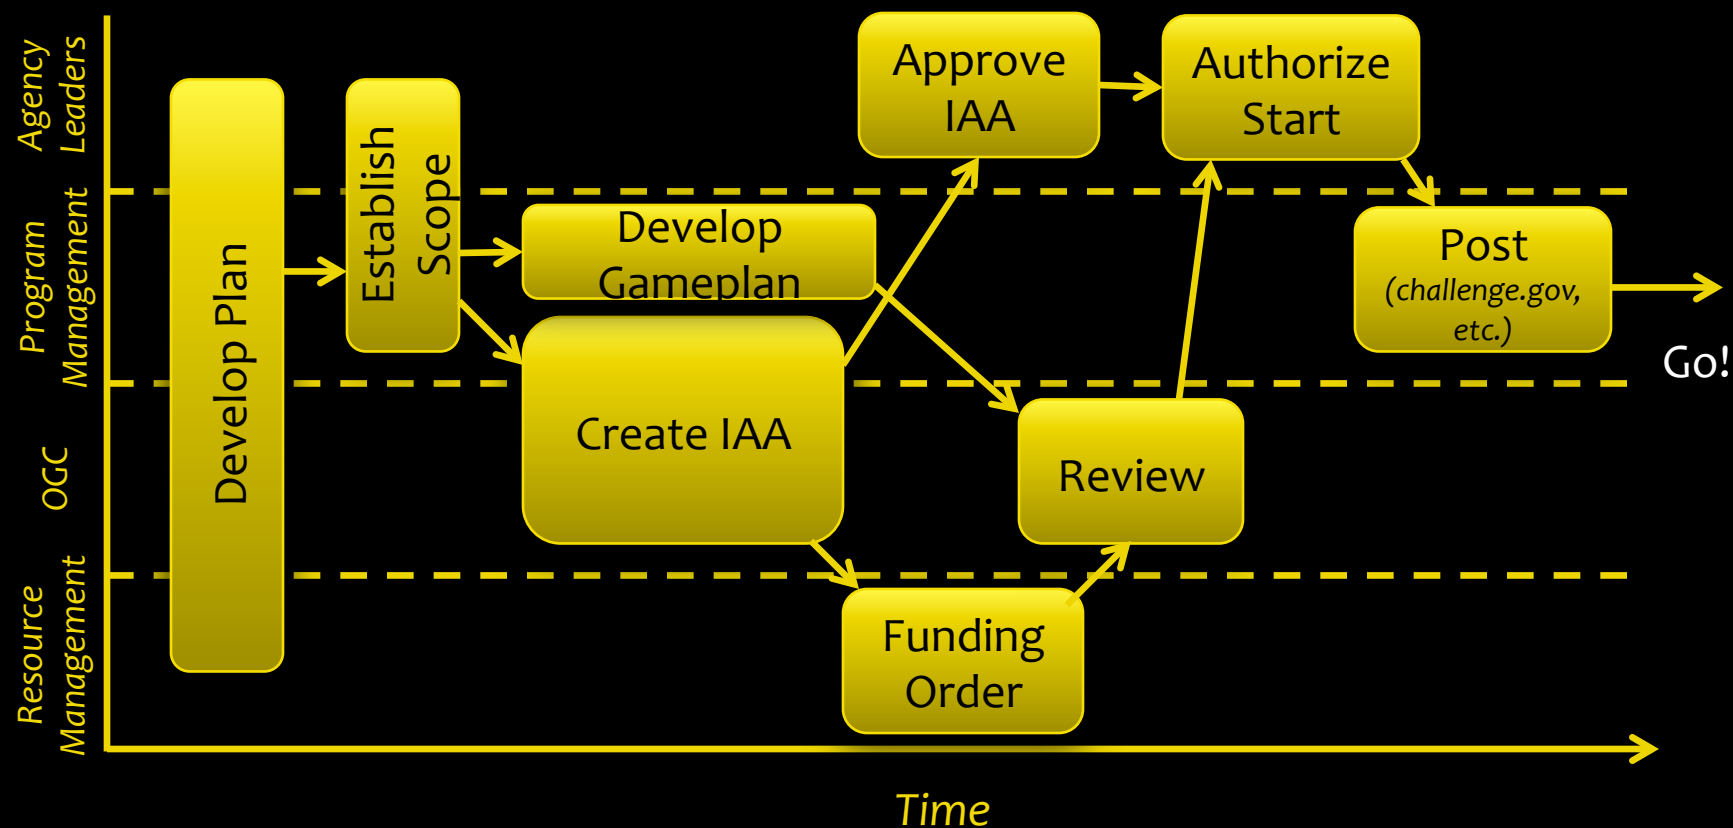 Agency
Leaders
Program
Management
OGC
Resource
Management
Develop Plan
Establish
Scope
Develop
Gameplan
Create IAA
Approve
IAA
Authorize
Start
Post
(challenge.gov,
etc.)
Go!
Review
Funding
Order
Time